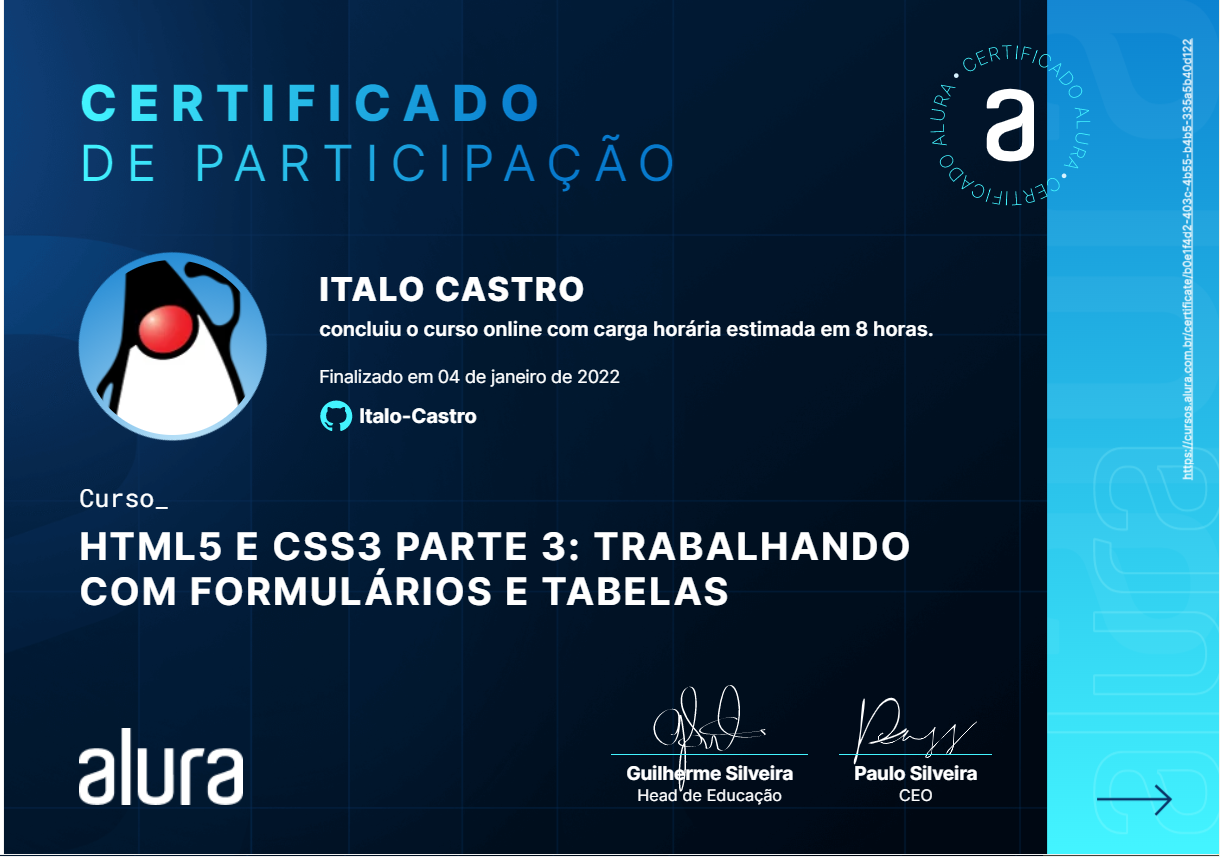 CERTIFICADO
DE PARTICIPAÇÃO
CERTIFICADO ALURA • CERTIFICADO ALURA •
a
ITALO CASTRO
concluiu o curso online com carga horária estimada em 8 horas.
Finalizado em 04 de janeiro de 2022
Italo-Castro
Curso_
HTML5 E CSS3 PARTE 3: TRABALHANDO
COM FORMULÁRIOS E TABELAS
alura
Guilherme Silveira
Head de Educação
Paulo Silveira
CEO
https://cursos.alura.com.br/certificate/b0e1f4d2-403c-4b55-b4b5-335a5b40d122
alura